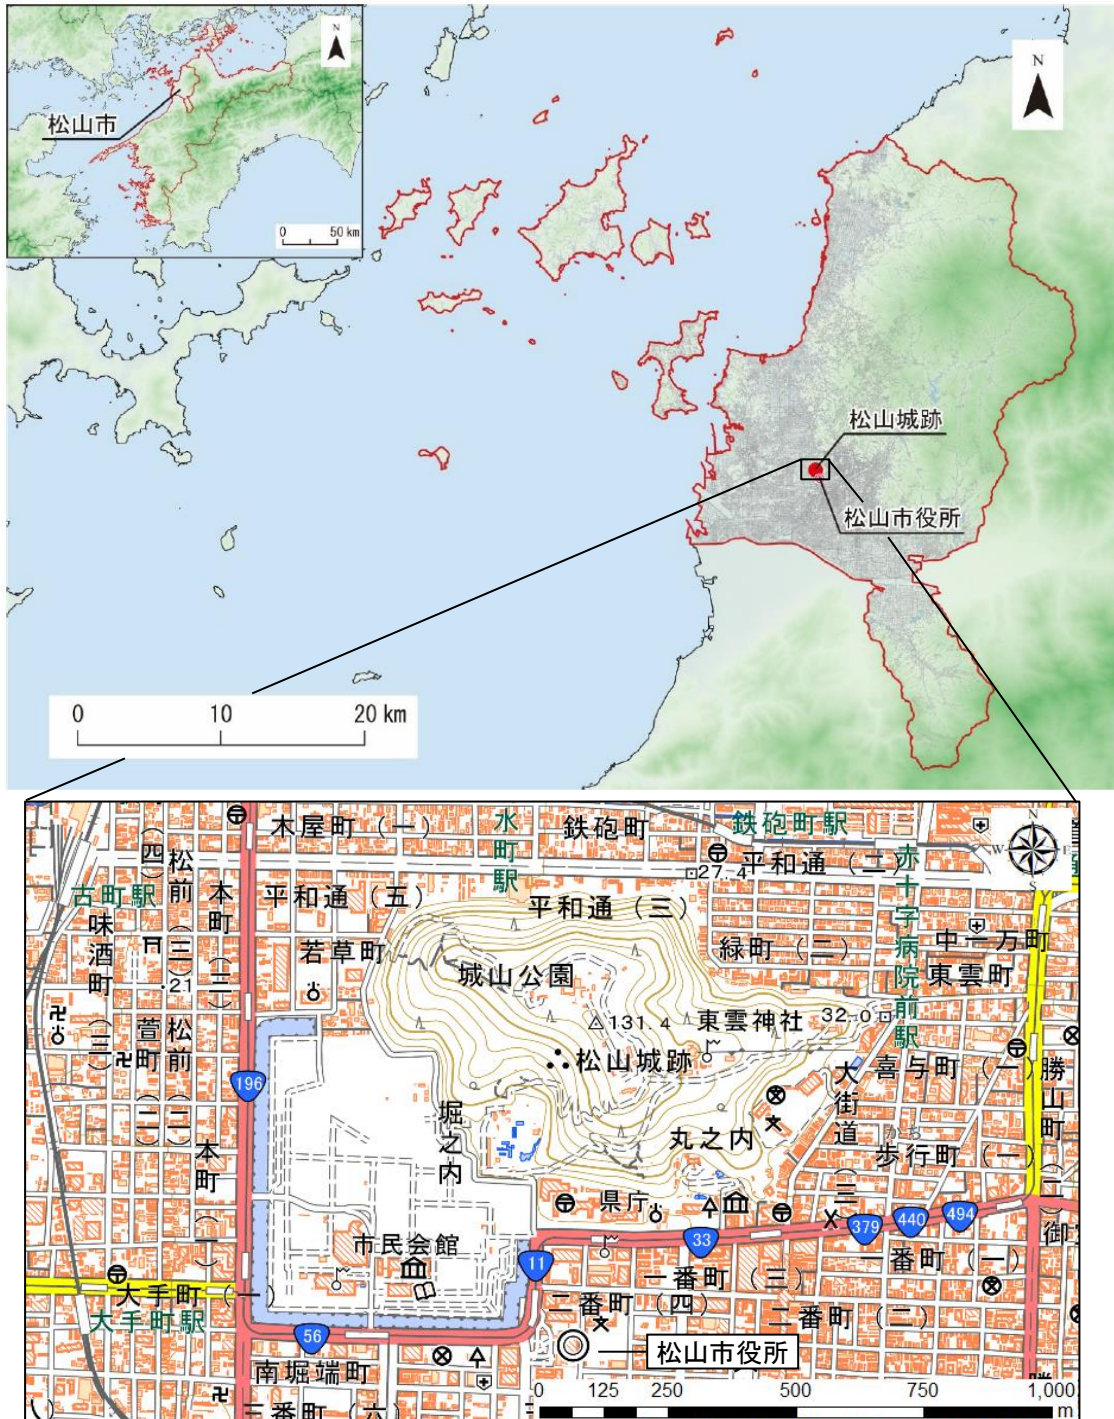 N
松山市
0 50 km
N
松山城跡
松山市役所
0 10 20 km
木屋町（一）
水町駅
鉄砲町
鉄砲町駅
平和通（二）
27.4
赤十字病院前駅
N
W E
S
古町駅
（四）
松前（三）
本町（三）
平和通（五）
平和通（三）
味酒町（三）
若草町
城山公園
緑町（二）
中一万町
東雲町
21
131.4
東雲神社
32.0
松山城跡
萱町（二）
松前（二）
196
堀之内
大街道（三）
喜与町（一）
勝山町（二）
丸之内
かち
歩行町（一）
本町（一）
県庁
379
440
494
33
市民会館
11
一番町（三）
一番町（一）
御
大手町（一）
大手町駅
二番町（四）
二番町（二）
56
松山市役所
南堀端町
三番町（六）
0 125 250 500 750 1,000
m